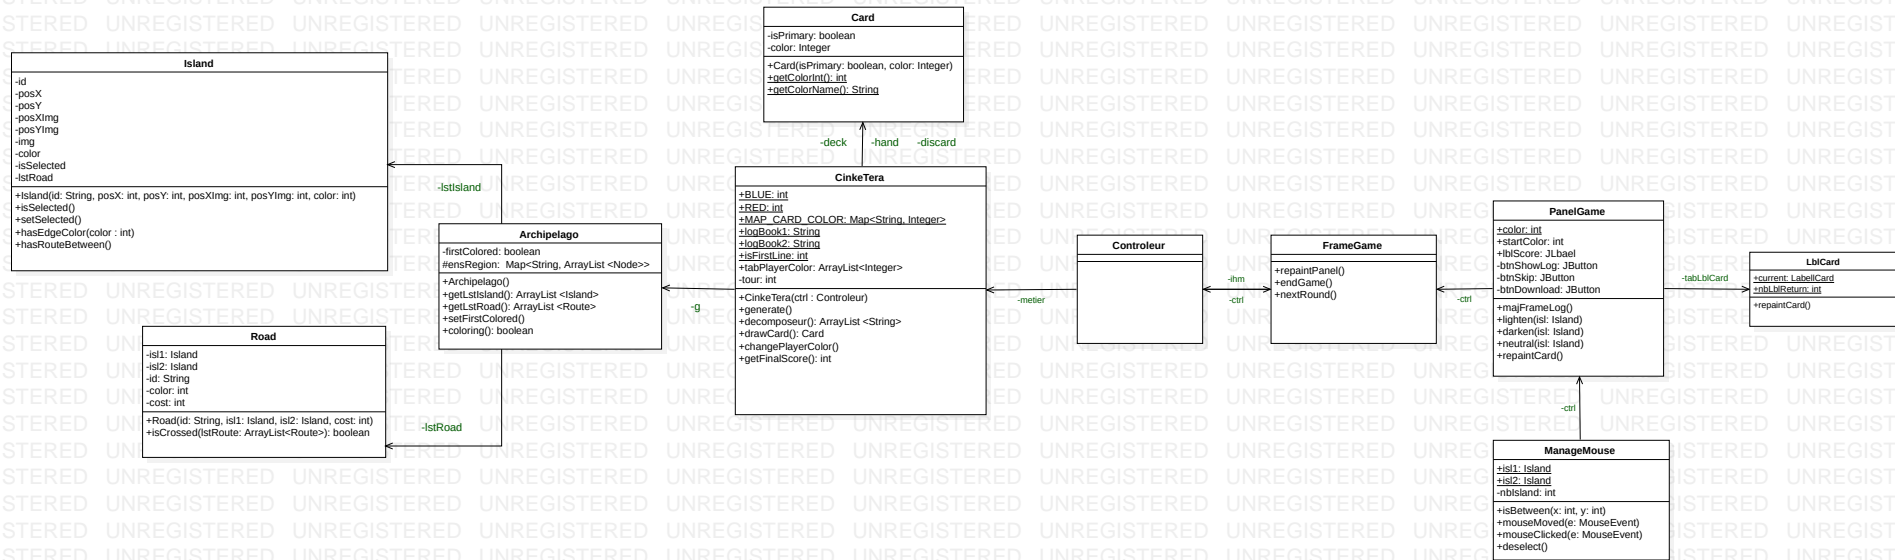 Card
-isPrimary: boolean
-color: Integer
+Card(isPrimary: boolean, color: Integer)
+getColorInt(): int
+getColorName(): String
Island
-id
-posX
-posY
-posXImg
-posYImg
-img
-color
-isSelected
-lstRoad
+Island(id: String, posX: int, posY: int, posXImg: int, posYImg: int, color: int)
+isSelected()
+setSelected()
+hasEdgeColor(color : int)
+hasRouteBetween()
-deck -hand -discard
-lstIsland
Archipelago
-firstColored: boolean
#ensRegion: Map<String, ArrayList <Node>>
+Archipelago()
+getLstIsland(): ArrayList <Island>
+getLstRoad(): ArrayList <Route>
+setFirstColored()
+coloring(): boolean
-g
CinkeTera
+BLUE: int
+RED: int
+MAP_CARD_COLOR: Map<String, Integer>
+logBook1: String
+logBook2: String
+isFirstLine: int
+tabPlayerColor: ArrayList<Integer>
-tour: int
+CinkeTera(ctrl : Controleur)
+generate()
+decomposeur(): ArrayList <String>
+drawCard(): Card
+changePlayerColor()
+getFinalScore(): int
-metier
Controleur
-ihm
-ctrl
FrameGame
+repaintPanel()
+endGame()
+nextRound()
-ctrl
PanelGame
+color: int
+startColor: int
+lblScore: JLbael
-btnShowLog: JButton
-btnSkip: JButton
-btnDownload: JButton
+majFrameLog()
+lighten(isl: Island)
+darken(isl: Island)
+neutral(isl: Island)
+repaintCard()
-tabLblCard
LblCard
+current: LabellCard
+nbLblReturn: int
+repaintCard()
Road
-isl1: Island
-isl2: Island
-id: String
-color: int
-cost: int
+Road(id: String, isl1: Island, isl2: Island, cost: int)
+isCrossed(lstRoute: ArrayList<Route>): boolean
-lstRoad
-ctrl
ManageMouse
+isl1: Island
+isl2: Island
-nbIsland: int
+isBetween(x: int, y: int)
+mouseMoved(e: MouseEvent)
+mouseClicked(e: MouseEvent)
+deselect()
UNREGISTERED